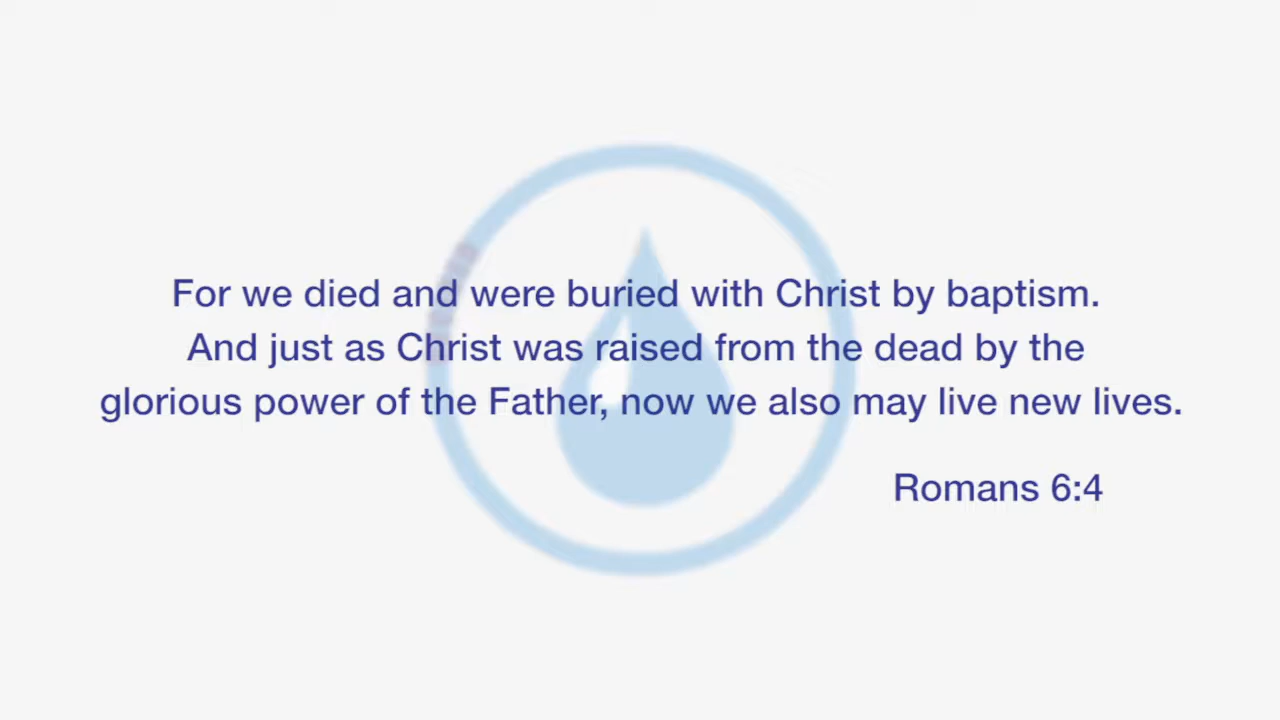 For we died and were buried with Christ by baptism.
And just as Christ was raised from the dead by the
glorious power of the Father, now we also may live new lives.
Romans 6:4